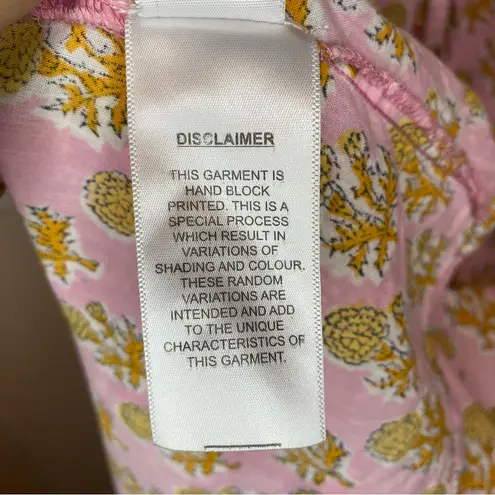 DISCLAIMER
THIS GARMENT IS
HAND BLOCK
PRINTED. THIS IS A
SPECIAL PROCESS
WHICH RESULT IN
VARIATIONS OF
SHADING AND COLOUR.
THESE RANDOM
VARIATIONS ARE
INTENDED AND ADD
TO THE UNIQUE
CHARACTERISTICS OF
THIS GARMENT.